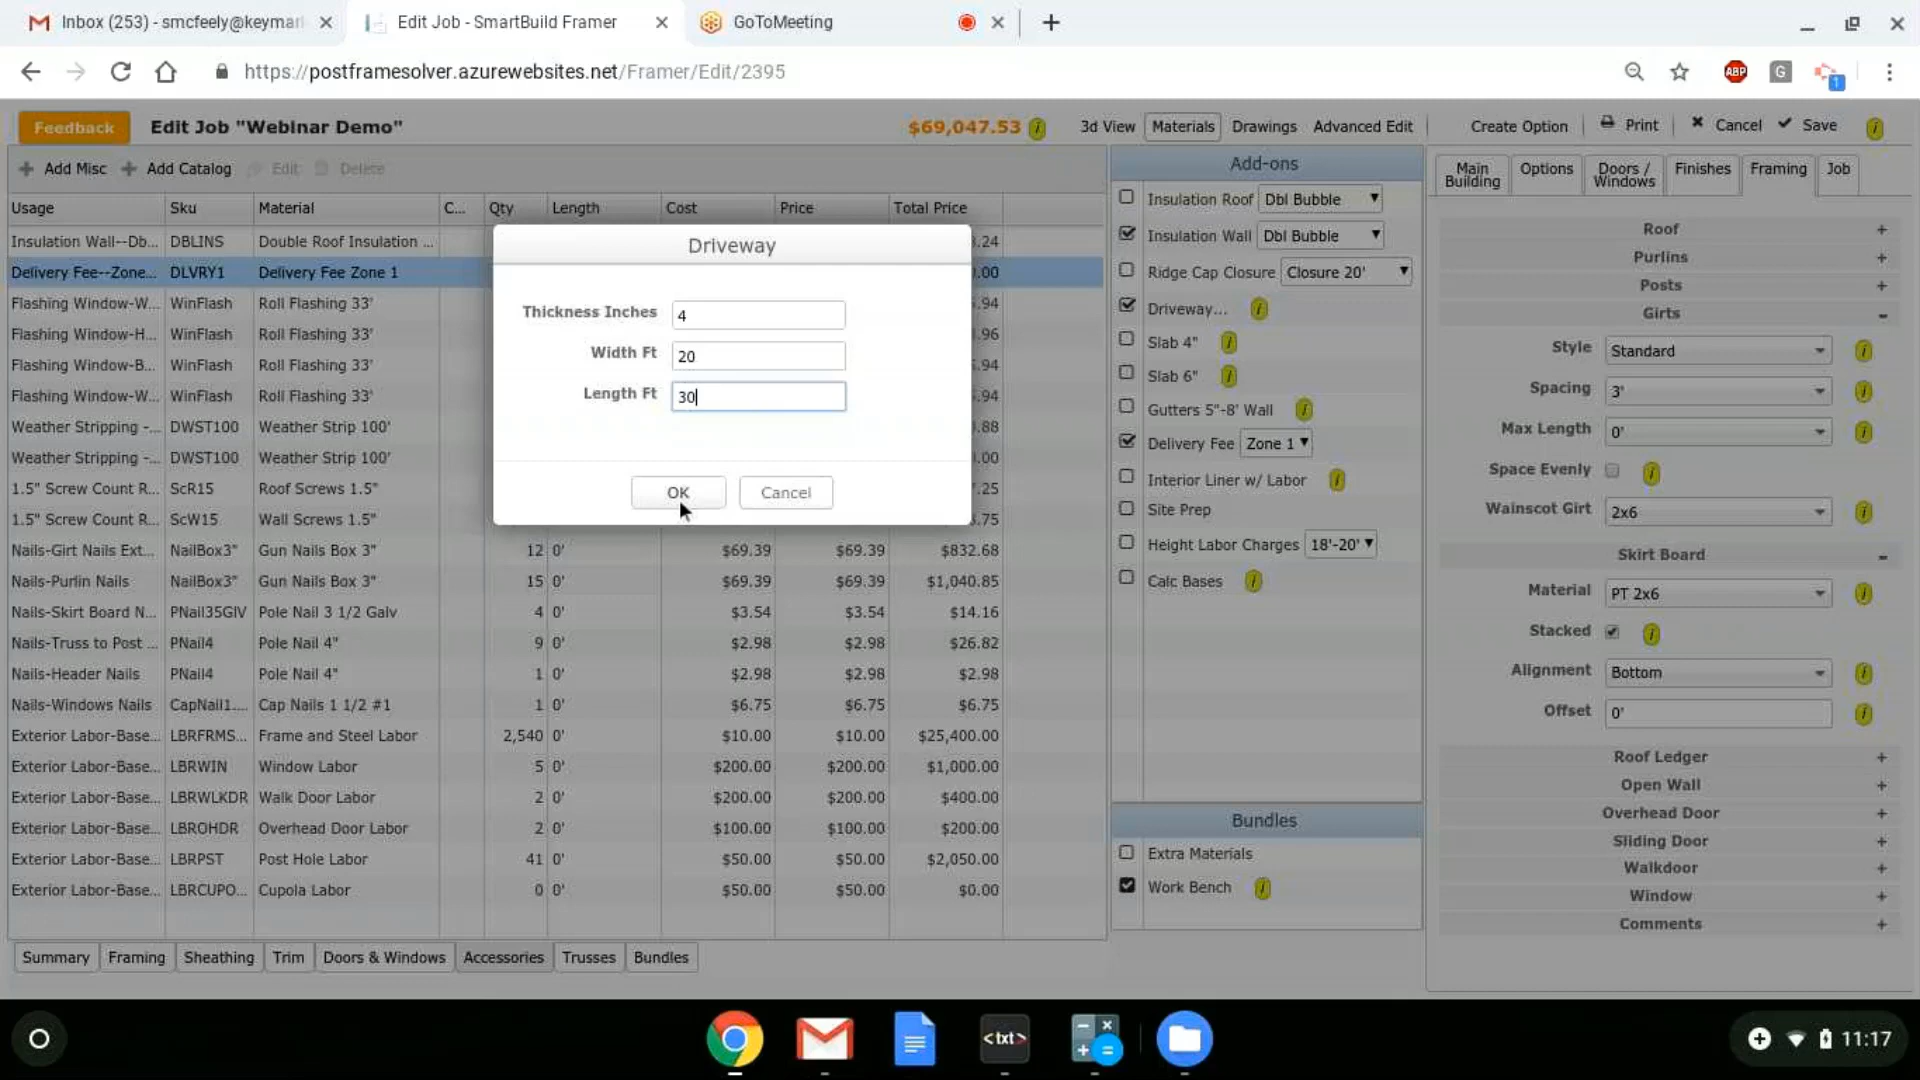 Inbox (253) - smcfeely@keymar
Edit Job - SmartBuild Framer
GoToMeeting
https://postframesolver.azurewebsites.net/Framer/Edit/2395
ABP
G
1
Feedback
Edit Job "Webinar Demo"
$69,047.53
3d View
Materials
Drawings
Advanced Edit
Create Option
Print
Cancel
Save
Add Misc
Add Catalog
Edit
Delete
Usage Sku Material C... Qty Length Cost Price Total Price
Insulation Wall--Db... DBLINS Double Roof Insulation ... .24
Delivery Fee--Zone... DLVRY1 Delivery Fee Zone 1 .00
Flashing Window-W... WinFlash Roll Flashing 33' .94
Flashing Window-H... WinFlash Roll Flashing 33' .96
Flashing Window-B... WinFlash Roll Flashing 33' .94
Flashing Window-W... WinFlash Roll Flashing 33' .94
Weather Stripping -... DWST100 Weather Strip 100' .88
Weather Stripping -... DWST100 Weather Strip 100' .00
1.5" Screw Count R... ScR15 Roof Screws 1.5" .25
1.5" Screw Count R... ScW15 Wall Screws 1.5" .75
Nails-Girt Nails Ext... NailBox3" Gun Nails Box 3" 12 0' $69.39 $69.39 $832.68
Nails-Purlin Nails NailBox3" Gun Nails Box 3" 15 0' $69.39 $69.39 $1,040.85
Nails-Skirt Board N... PNail35GlV Pole Nail 3 1/2 Galv 4 0' $3.54 $3.54 $14.16
Nails-Truss to Post ... PNail4 Pole Nail 4" 9 0' $2.98 $2.98 $26.82
Nails-Header Nails PNail4 Pole Nail 4" 1 0' $2.98 $2.98 $2.98
Nails-Windows Nails CapNail1.... Cap Nails 1 1/2 #1 1 0' $6.75 $6.75 $6.75
Exterior Labor-Base... LBRFRMS... Frame and Steel Labor 2,540 0' $10.00 $10.00 $25,400.00
Exterior Labor-Base... LBRWIN Window Labor 5 0' $200.00 $200.00 $1,000.00
Exterior Labor-Base... LBRWLKDR Walk Door Labor 2 0' $200.00 $200.00 $400.00
Exterior Labor-Base... LBROHDR Overhead Door Labor 2 0' $100.00 $100.00 $200.00
Exterior Labor-Base... LBRPST Post Hole Labor 41 0' $50.00 $50.00 $2,050.00
Exterior Labor-Base... LBRCUPO... Cupola Labor 0 0' $50.00 $50.00 $0.00
Summary
Framing
Sheathing
Trim
Doors & Windows
Accessories
Trusses
Bundles
Driveway
Thickness Inches 4
Width Ft 20
Length Ft 30
OK
Cancel
Add-ons
Insulation Roof Dbl Bubble
Insulation Wall Dbl Bubble
Ridge Cap Closure Closure 20'
Driveway...
Slab 4"
Slab 6"
Gutters 5"-8' Wall
Delivery Fee Zone 1
Interior Liner w/ Labor
Site Prep
Height Labor Charges 18'-20'
Calc Bases
Bundles
Extra Materials
Work Bench
Main Building
Options
Doors / Windows
Finishes
Framing
Job
Roof +
Purlins +
Posts +
Girts -
Style Standard
Spacing 3'
Max Length 0'
Space Evenly
Wainscot Girt 2x6
Skirt Board -
Material PT 2x6
Stacked
Alignment Bottom
Offset 0'
Roof Ledger +
Open Wall +
Overhead Door +
Sliding Door +
Walkdoor +
Window +
Comments +
<txt>
11:17